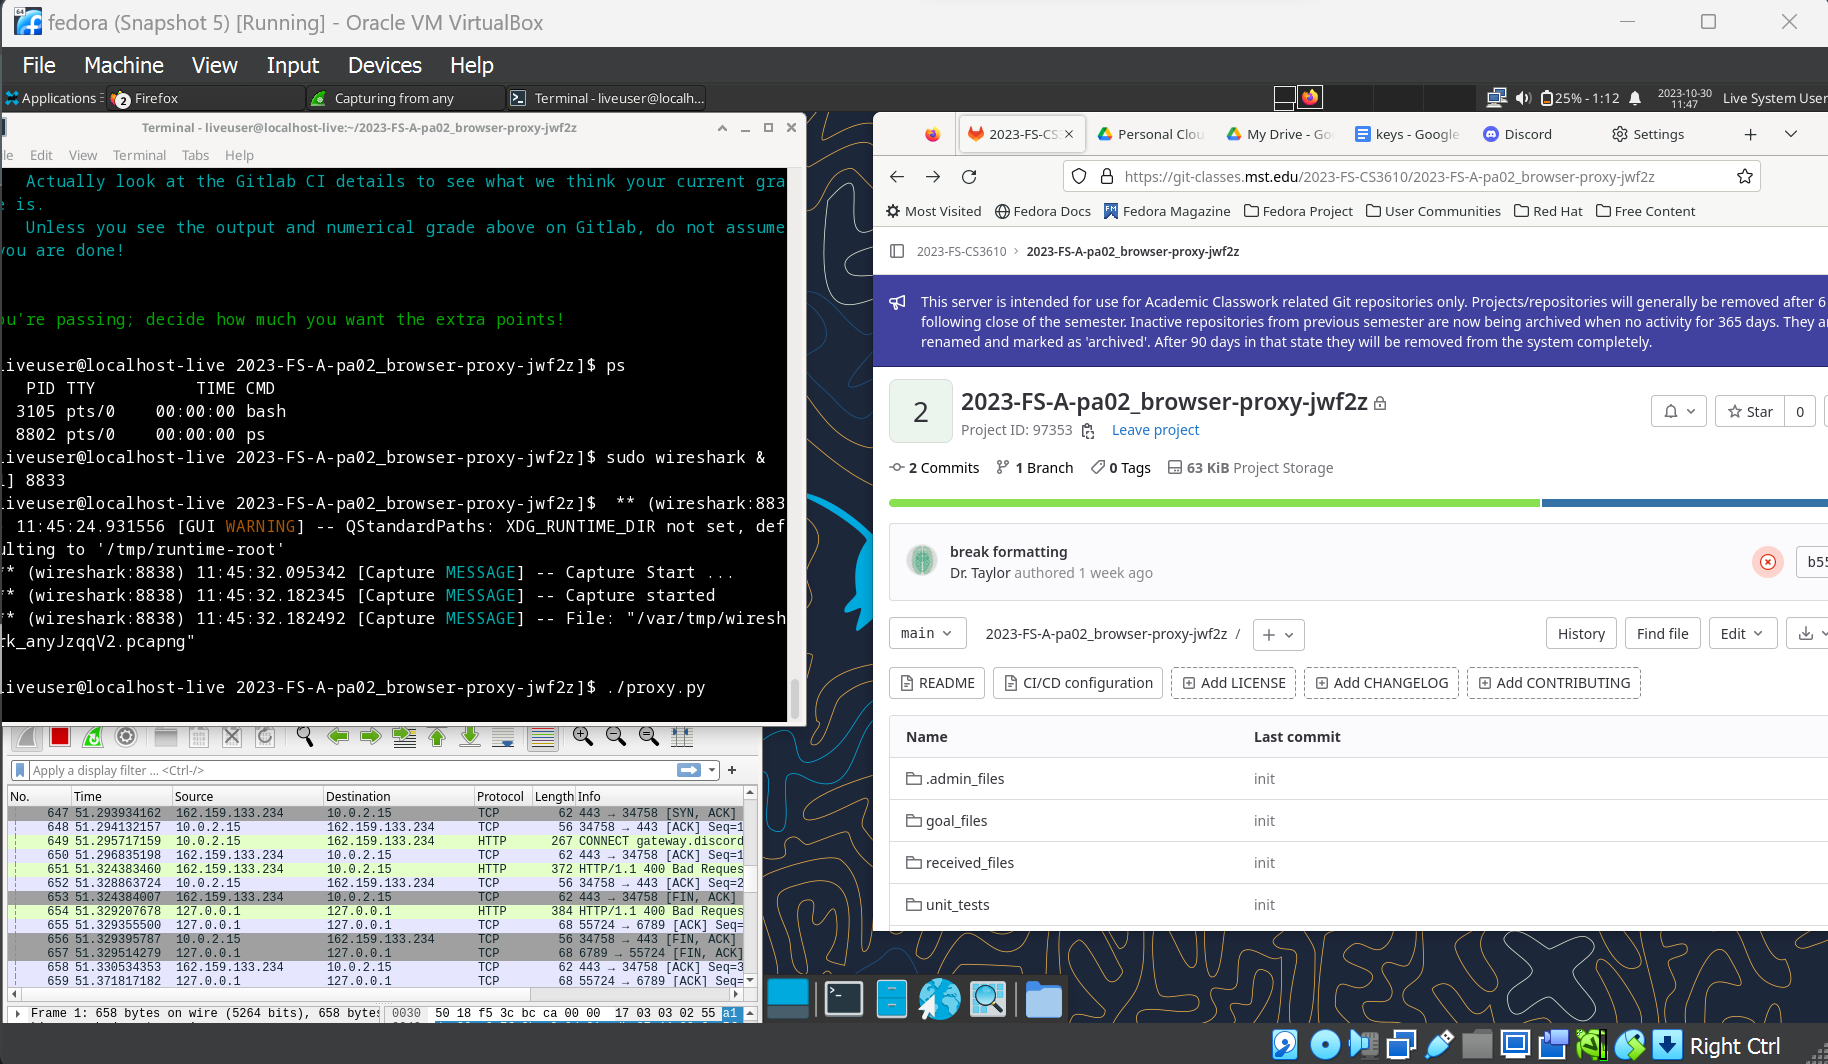 fedora (Snapshot 5) [Running] - Oracle VM VirtualBox
File Machine View Input Devices Help
Applications
2 Firefox
Capturing from any
Terminal - liveuser@localh...
25% - 1:12
2023-10-30
11:47
Live System User
Terminal - liveuser@localhost-live:~/2023-FS-A-pa02_browser-proxy-jwf2z
le Edit View Terminal Tabs Help
Actually look at the Gitlab CI details to see what we think your current gra
e is.
Unless you see the output and numerical grade above on Gitlab, do not assume
you are done!
ou're passing; decide how much you want the extra points!
liveuser@localhost-live 2023-FS-A-pa02_browser-proxy-jwf2z]$ ps
PID TTY TIME CMD
3105 pts/0 00:00:00 bash
8802 pts/0 00:00:00 ps
liveuser@localhost-live 2023-FS-A-pa02_browser-proxy-jwf2z]$ sudo wireshark &
1] 8833
liveuser@localhost-live 2023-FS-A-pa02_browser-proxy-jwf2z]$ ** (wireshark:883
11:45:24.931556 [GUI WARNING] -- QStandardPaths: XDG_RUNTIME_DIR not set, def
ulting to '/tmp/runtime-root'
** (wireshark:8838) 11:45:32.095342 [Capture MESSAGE] -- Capture Start ...
** (wireshark:8838) 11:45:32.182345 [Capture MESSAGE] -- Capture started
** (wireshark:8838) 11:45:32.182492 [Capture MESSAGE] -- File: "/var/tmp/wiresh
rk_anyJzqqV2.pcapng"
liveuser@localhost-live 2023-FS-A-pa02_browser-proxy-jwf2z]$ ./proxy.py
Apply a display filter ... <Ctrl-/>
No. Time Source Destination Protocol Length Info
647 51.293934162 162.159.133.234 10.0.2.15 TCP 62 443 → 34758 [SYN, ACK]
648 51.294132157 10.0.2.15 162.159.133.234 TCP 56 34758 → 443 [ACK] Seq=1
649 51.295717159 10.0.2.15 162.159.133.234 HTTP 267 CONNECT gateway.discord
650 51.296835198 162.159.133.234 10.0.2.15 TCP 62 443 → 34758 [ACK] Seq=1
651 51.324383460 162.159.133.234 10.0.2.15 HTTP 372 HTTP/1.1 400 Bad Reques
652 51.328863724 10.0.2.15 162.159.133.234 TCP 56 34758 → 443 [ACK] Seq=2
653 51.324384007 162.159.133.234 10.0.2.15 TCP 62 443 → 34758 [FIN, ACK]
654 51.329207678 127.0.0.1 127.0.0.1 HTTP 384 HTTP/1.1 400 Bad Reques
655 51.329355500 127.0.0.1 127.0.0.1 TCP 68 55724 → 6789 [ACK] Seq=
656 51.329395787 10.0.2.15 162.159.133.234 TCP 56 34758 → 443 [FIN, ACK]
657 51.329514279 127.0.0.1 127.0.0.1 TCP 68 6789 → 55724 [FIN, ACK]
658 51.330534353 162.159.133.234 10.0.2.15 TCP 62 443 → 34758 [ACK] Seq=3
659 51.371817182 127.0.0.1 127.0.0.1 TCP 68 55724 → 6789 [ACK] Seq=
Frame 1: 658 bytes on wire (5264 bits), 658 bytes
0030 50 18 f5 3c bc ca 00 00 17 03 03 02 55 a1
2023-FS-CS
Personal Clou
My Drive - Goo
keys - Google
Discord
Settings
https://git-classes.mst.edu/2023-FS-CS3610/2023-FS-A-pa02_browser-proxy-jwf2z
Most Visited Fedora Docs Fedora Magazine Fedora Project User Communities Red Hat Free Content
2023-FS-CS3610 › 2023-FS-A-pa02_browser-proxy-jwf2z
This server is intended for use for Academic Classwork related Git repositories only. Projects/repositories will generally be removed after 6
following close of the semester. Inactive repositories from previous semester are now being archived when no activity for 365 days. They ar
renamed and marked as 'archived'. After 90 days in that state they will be removed from the system completely.
2
2023-FS-A-pa02_browser-proxy-jwf2z
Project ID: 97353 Leave project
Star 0
2 Commits 1 Branch 0 Tags 63 KiB Project Storage
break formatting
Dr. Taylor authored 1 week ago
b55
main 2023-FS-A-pa02_browser-proxy-jwf2z / +
History Find file Edit
README CI/CD configuration Add LICENSE Add CHANGELOG Add CONTRIBUTING
Name Last commit
.admin_files init
goal_files init
received_files init
unit_tests init
Right Ctrl